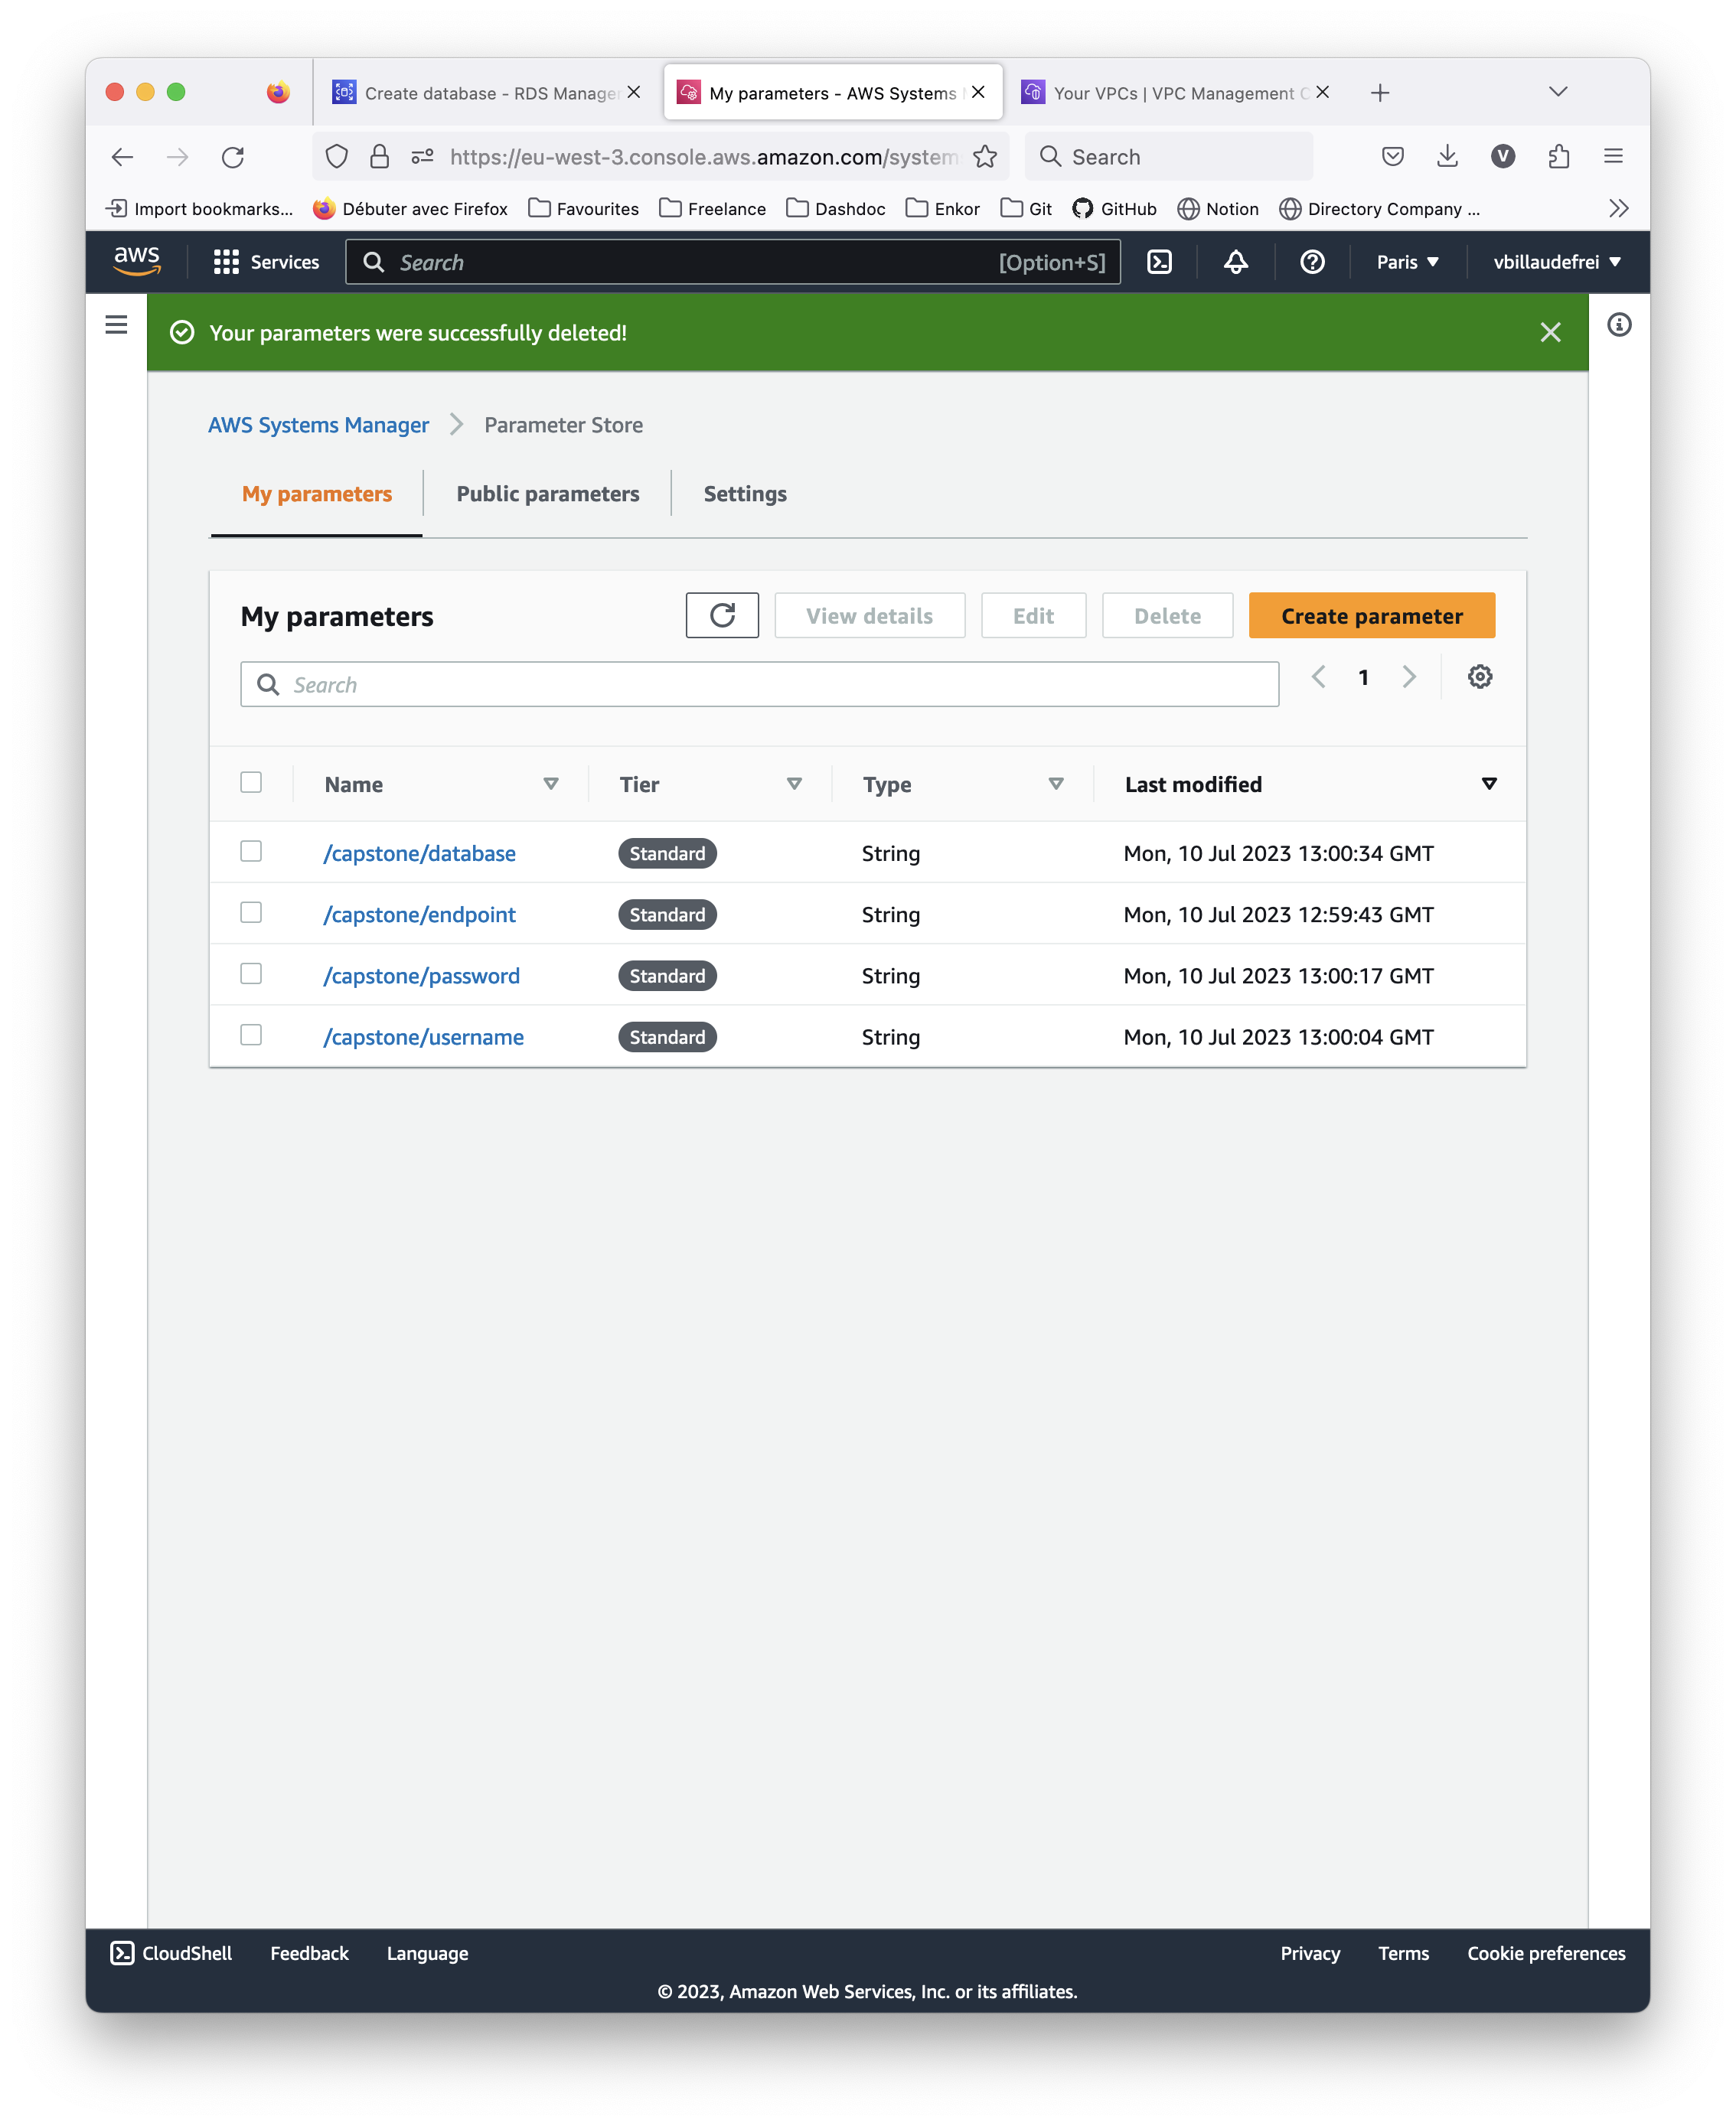 Create database - RDS Manage
My parameters - AWS Systems
Your VPCs | VPC Management C
https://eu-west-3.console.aws.amazon.com/system
Search
V
Import bookmarks...
Débuter avec Firefox
Favourites
Freelance
Dashdoc
Enkor
Git
GitHub
Notion
Directory Company ...
aws
Services
Search
[Option+S]
Paris
vbillaudefrei
Your parameters were successfully deleted!
AWS Systems Manager
Parameter Store
My parameters
Public parameters
Settings
My parameters
View details
Edit
Delete
Create parameter
Search
1
Name
Tier
Type
Last modified
/capstone/database
Standard
String
Mon, 10 Jul 2023 13:00:34 GMT
/capstone/endpoint
Standard
String
Mon, 10 Jul 2023 12:59:43 GMT
/capstone/password
Standard
String
Mon, 10 Jul 2023 13:00:17 GMT
/capstone/username
Standard
String
Mon, 10 Jul 2023 13:00:04 GMT
CloudShell
Feedback
Language
Privacy
Terms
Cookie preferences
© 2023, Amazon Web Services, Inc. or its affiliates.